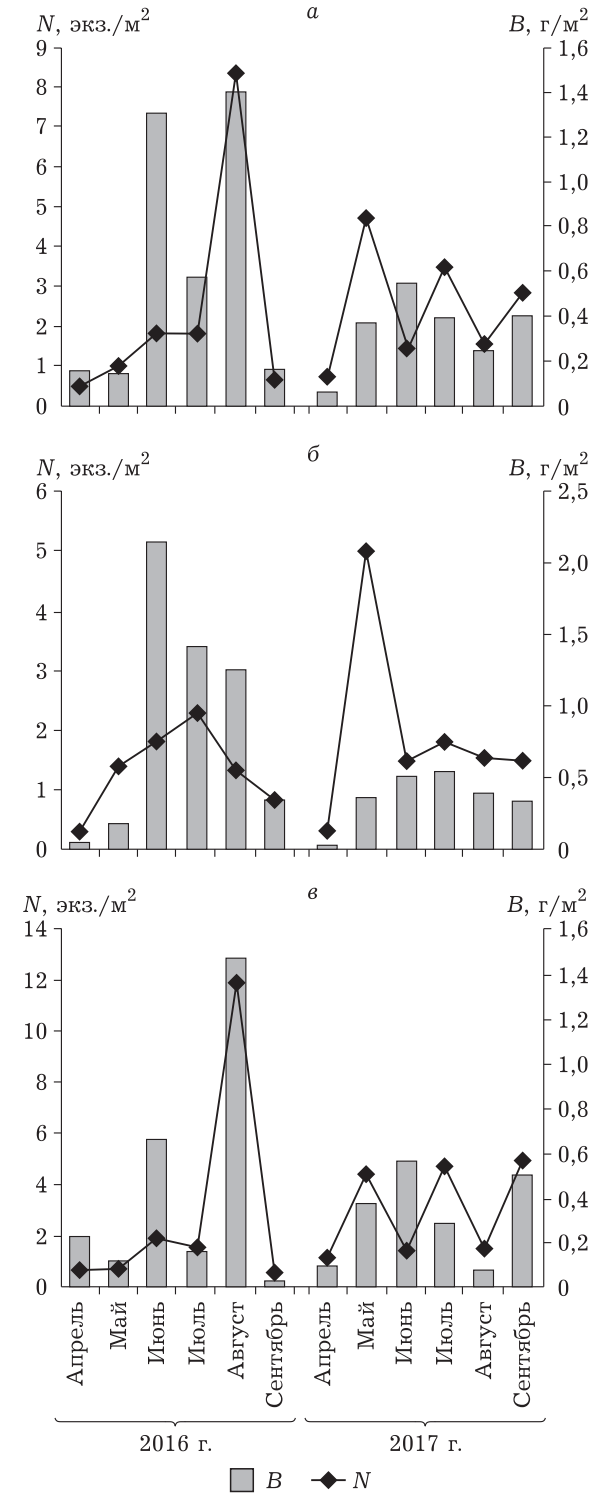 а
N, экз./м² B, г/м²
9 1,6
8 1,4
7 1,2
6 1,0
5 0,8
4 0,6
3 0,4
2 0,2
1 0
0
б
N, экз./м² B, г/м²
6 2,5
5 2,0
4 1,5
3 1,0
2 0,5
1 0
0
в
N, экз./м² B, г/м²
14 1,6
12 1,4
10 1,2
8 1,0
6 0,8
4 0,6
2 0,4
0 0,2
0
Апрель Май Июнь Июль Август Сентябрь Апрель Май Июнь Июль Август Сентябрь
2016 г. 2017 г.
B N